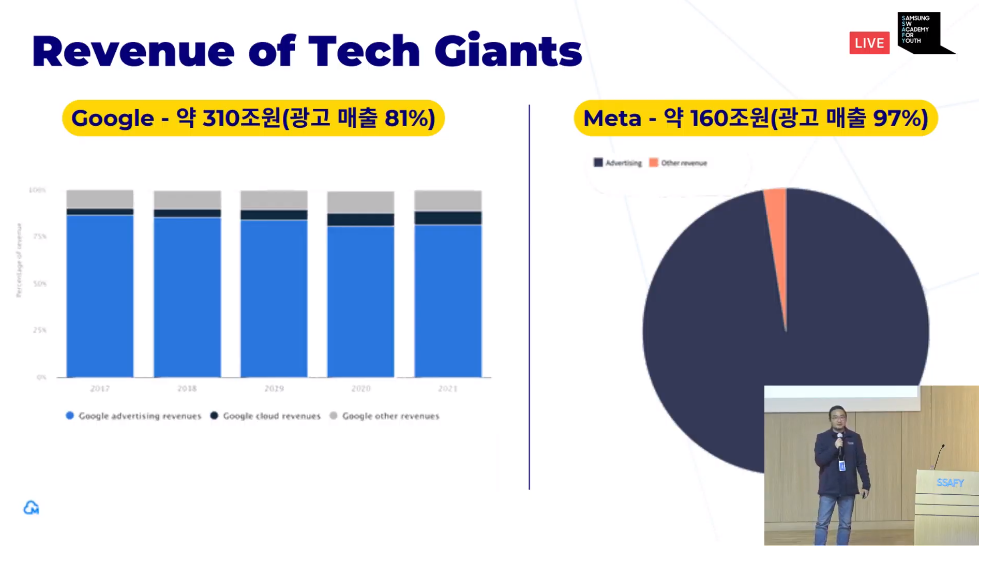 Revenue of Tech Giants
LIVE
SAMSUNG
SW
ACADEMY
FOR
YOUTH
Google - 약 310조원(광고 매출 81%)
100%
75%
50%
25%
0%
Percentage of revenue
2017
2018
2029
2020
2021
Google advertising revenues
Google cloud revenues
Google other revenues
Meta - 약 160조원(광고 매출 97%)
Advertising
Other revenue
SSAFY